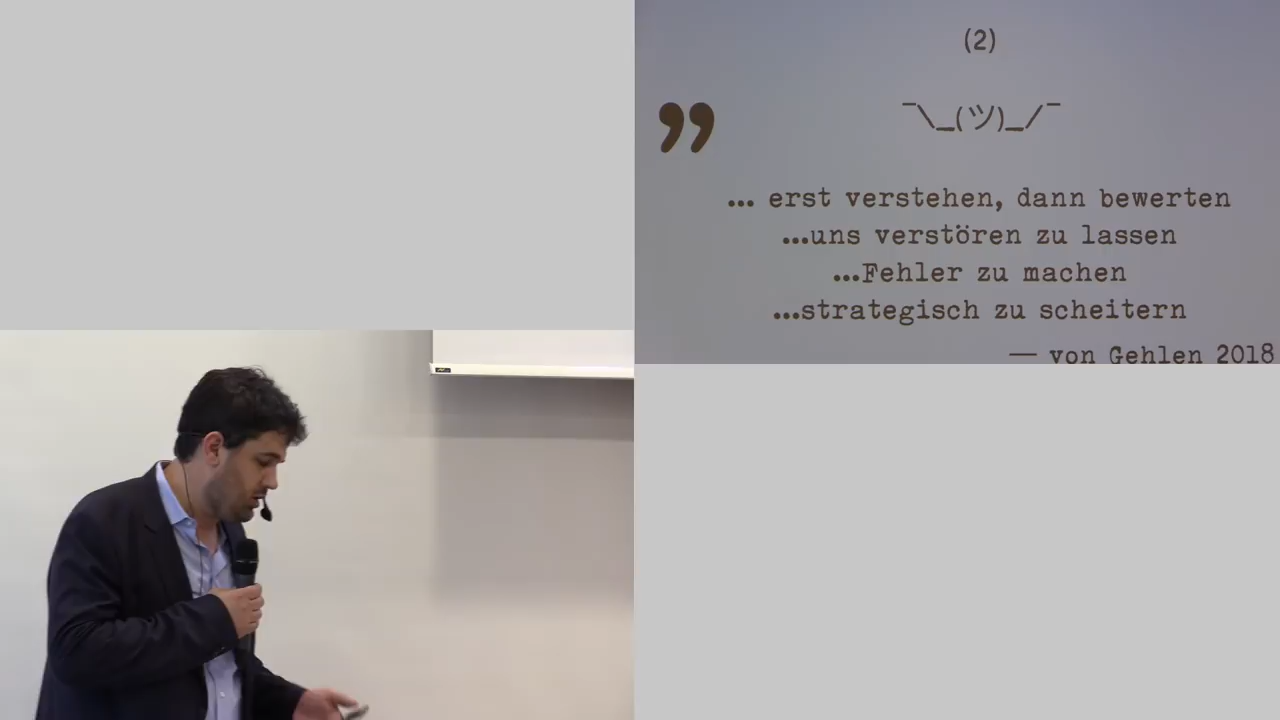 (2)
¯\_(ツ)_/¯
”
... erst verstehen, dann bewerten
...uns verstören zu lassen
...Fehler zu machen
...strategisch zu scheitern
— von Gehlen 2018